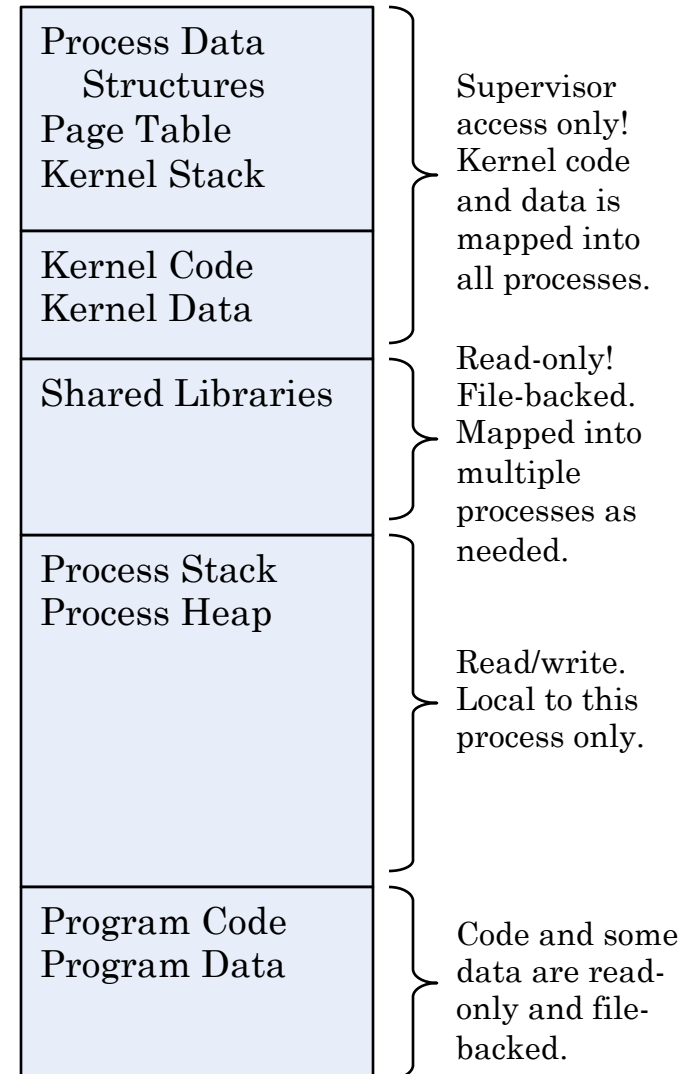 Process Data
Structures
Page Table
Kernel Stack
Supervisor
access only!
Kernel code
and data is
mapped into
all processes.
Kernel Code
Kernel Data
Shared Libraries
Read-only!
File-backed.
Mapped into
multiple
processes as
needed.
Process Stack
Process Heap
Read/write.
Local to this
process only.
Program Code
Program Data
Code and some
data are read-
only and file-
backed.